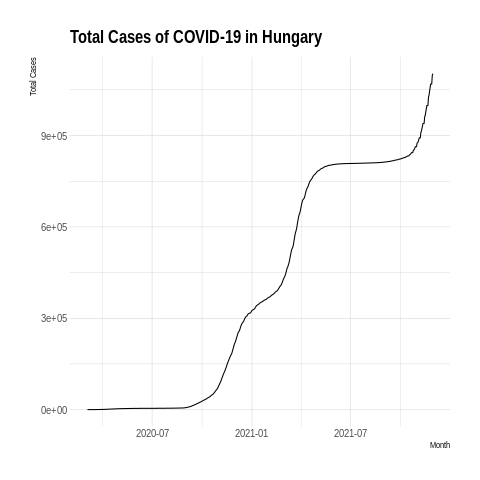 Total Cases of COVID-19 in Hungary
Total Cases
9e+05
6e+05
3e+05
0e+00
2020-07 2021-01 2021-07
Month